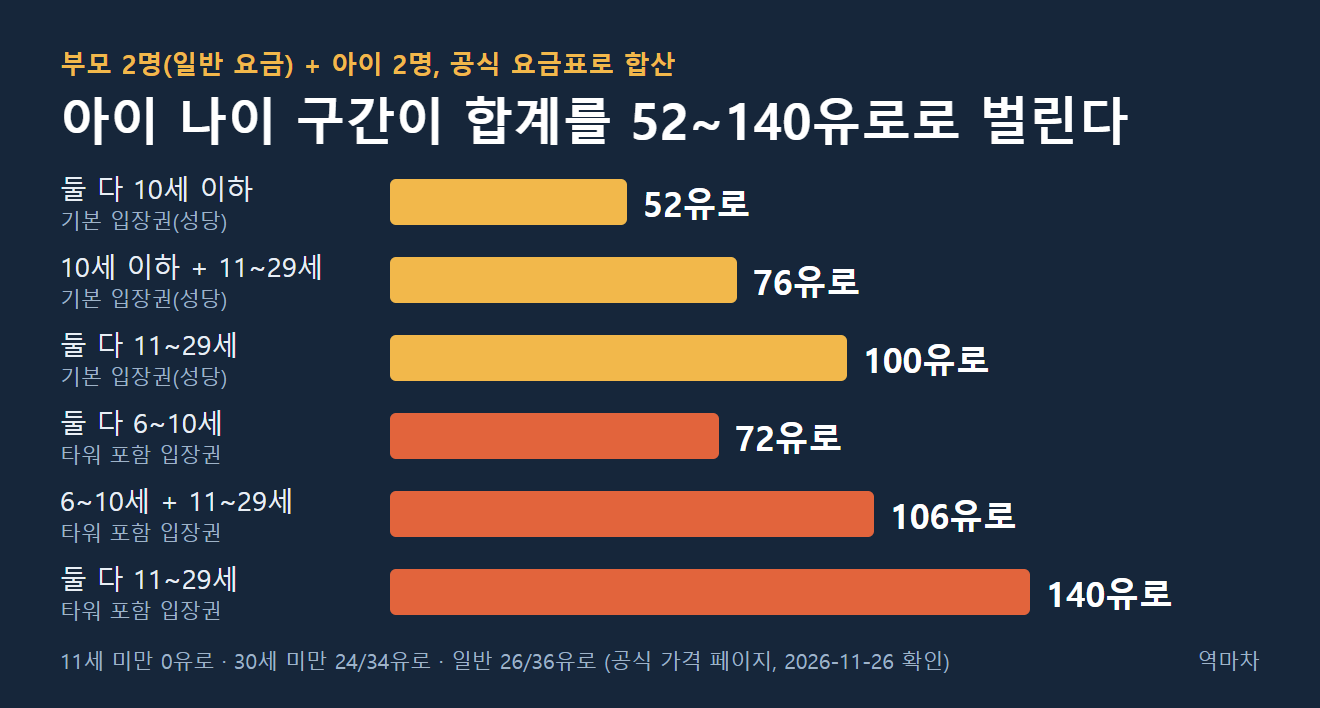 부모 2명(일반 요금) + 아이 2명, 공식 요금표로 합산
아이 나이 구간이 합계를 52~140유로로 벌린다
둘 다 10세 이하
기본 입장권(성당)
52유로
10세 이하 + 11~29세
기본 입장권(성당)
76유로
둘 다 11~29세
기본 입장권(성당)
100유로
둘 다 6~10세
타워 포함 입장권
72유로
6~10세 + 11~29세
타워 포함 입장권
106유로
둘 다 11~29세
타워 포함 입장권
140유로
11세 미만 0유로 · 30세 미만 24/34유로 · 일반 26/36유로 (공식 가격 페이지, 2026-11-26 확인)
역마차